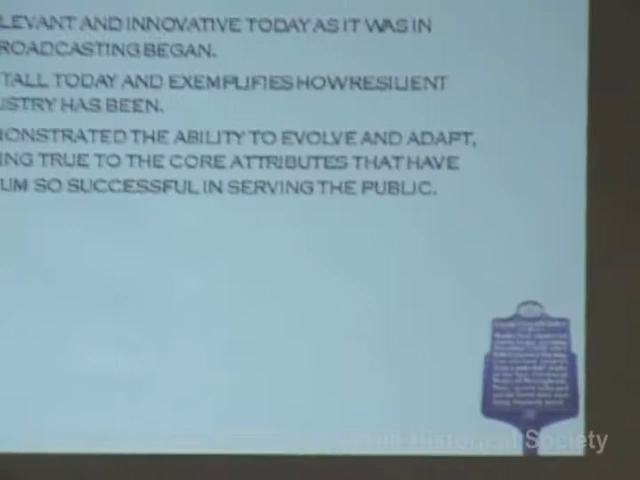 LEVANT AND INNOVATIVE TODAY AS IT WAS IN
ROADCASTING BEGAN.
TALL TODAY AND EXEMPLIFIES HOW RESILIENT
USTRY HAS BEEN.
ONSTRATED THE ABILITY TO EVOLVE AND ADAPT,
ING TRUE TO THE CORE ATTRIBUTES THAT HAVE
UM SO SUCCESSFUL IN SERVING THE PUBLIC.
Historical Society